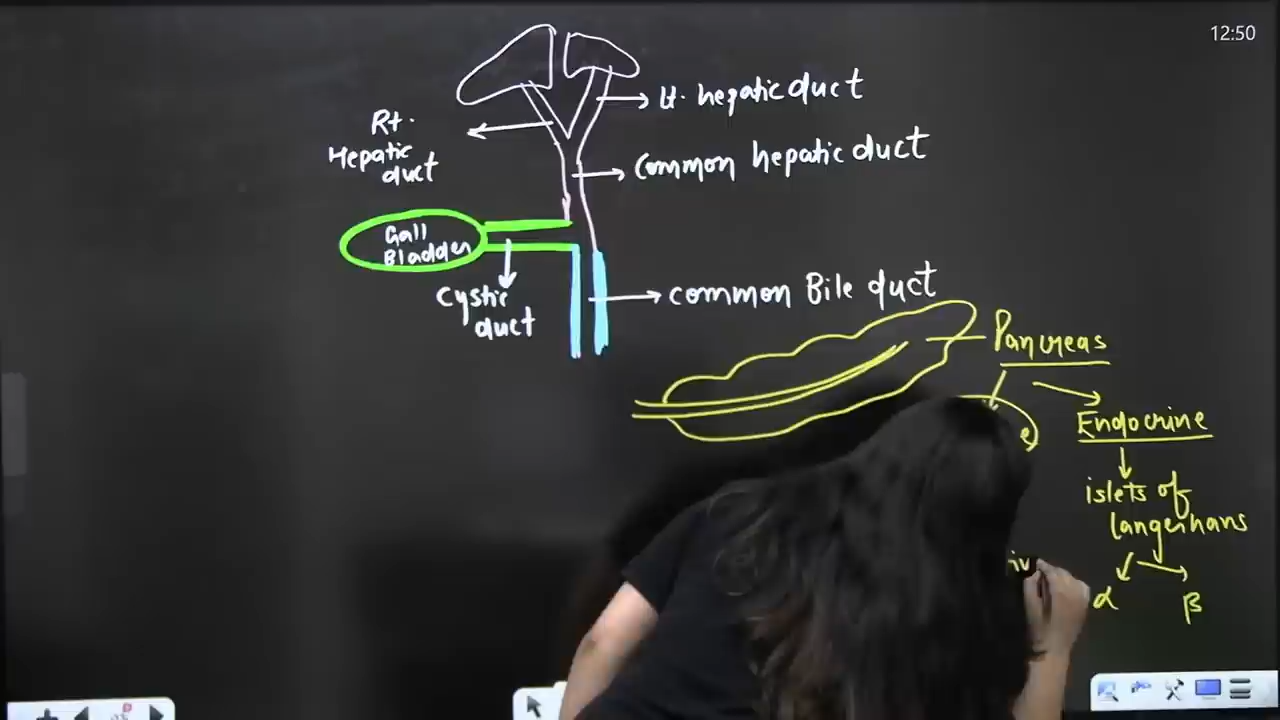 12:50
Lt. hepatic duct
Rt.
Hepatic
duct
Common hepatic duct
Gall
Bladder
Cystic
duct
common Bile duct
Pancreas
Endocrine
islets of
langerhans
α β